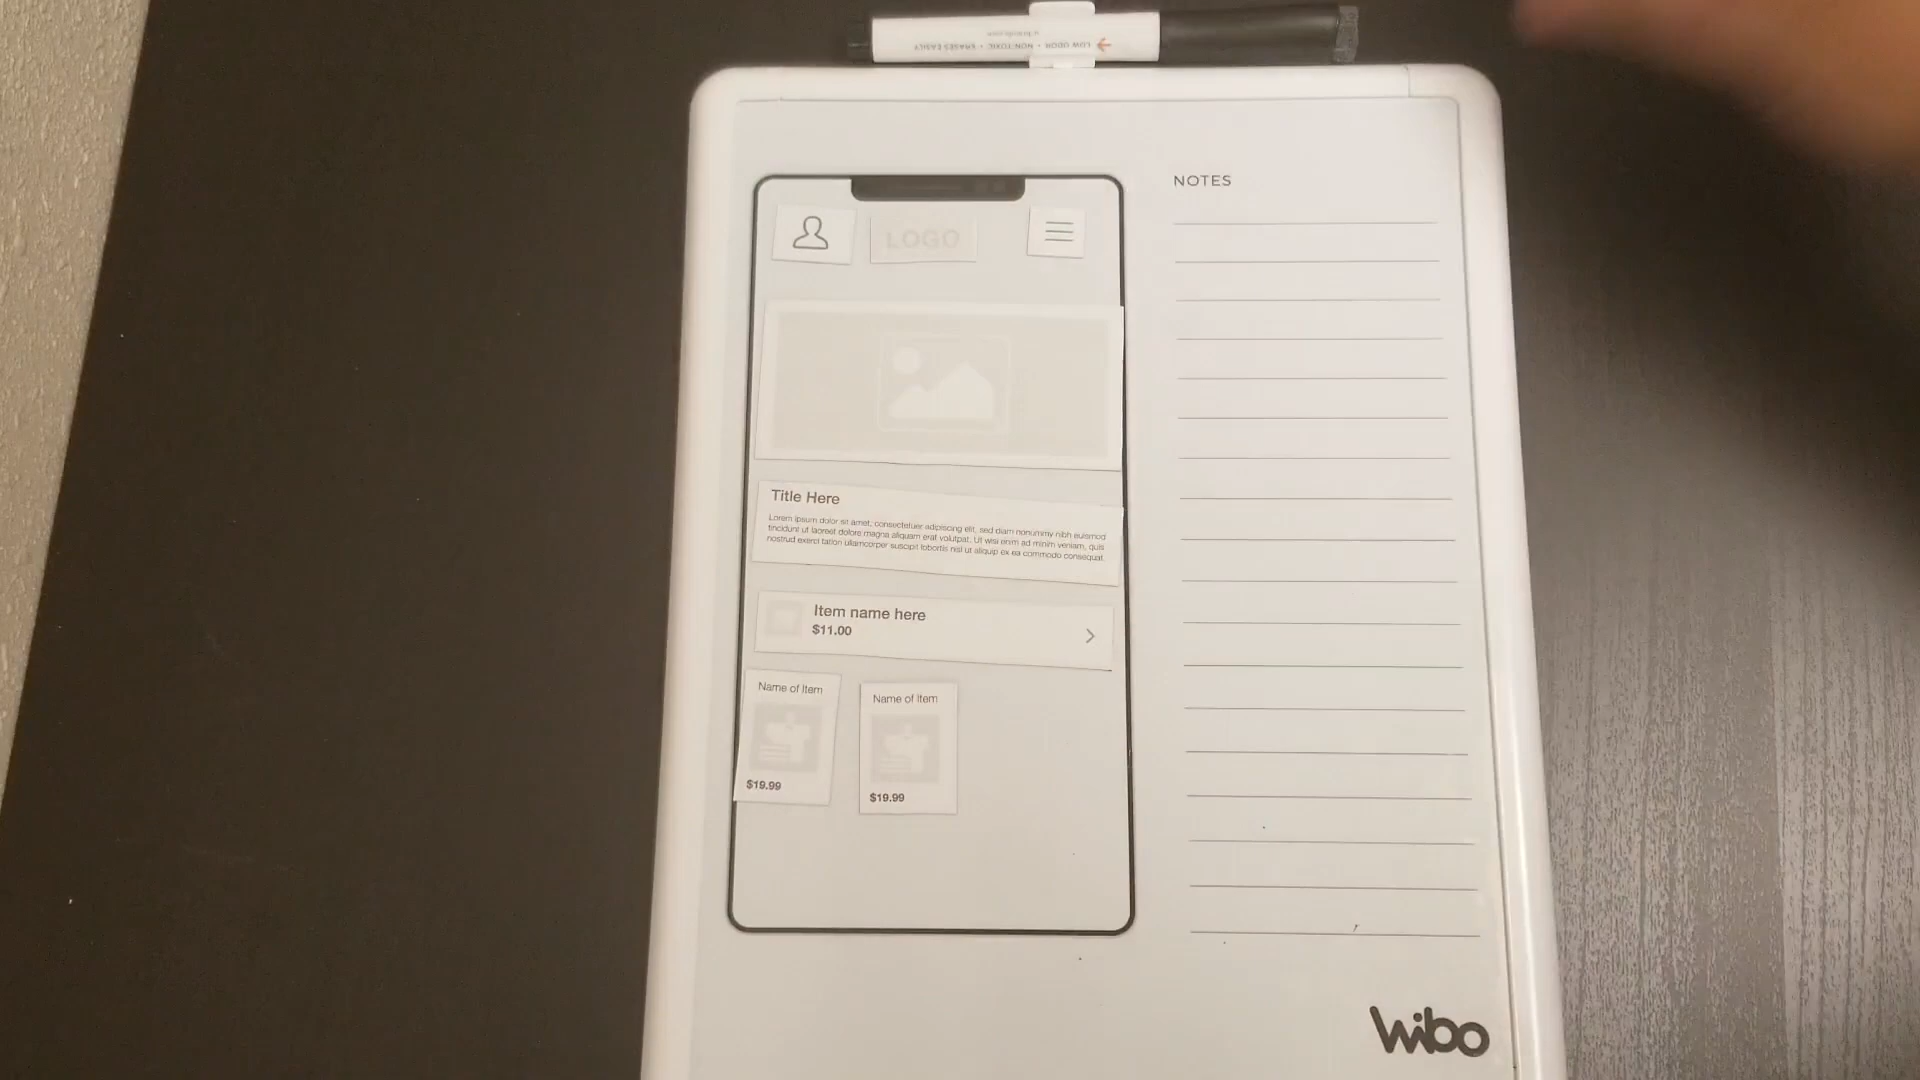 LOW ODOR • NON-TOXIC • ERASES EASILY
NOTES
LOGO
Title Here
Lorem ipsum dolor sit amet, consectetuer adipiscing elit, sed diam nonummy nibh euismod
tincidunt ut laoreet dolore magna aliquam erat volutpat. Ut wisi enim ad minim veniam, quis
nostrud exerci tation ullamcorper suscipit lobortis nisl ut aliquip ex ea commodo consequat.
Item name here
$11.00
Name of Item
$19.99
Name of Item
$19.99
wibo